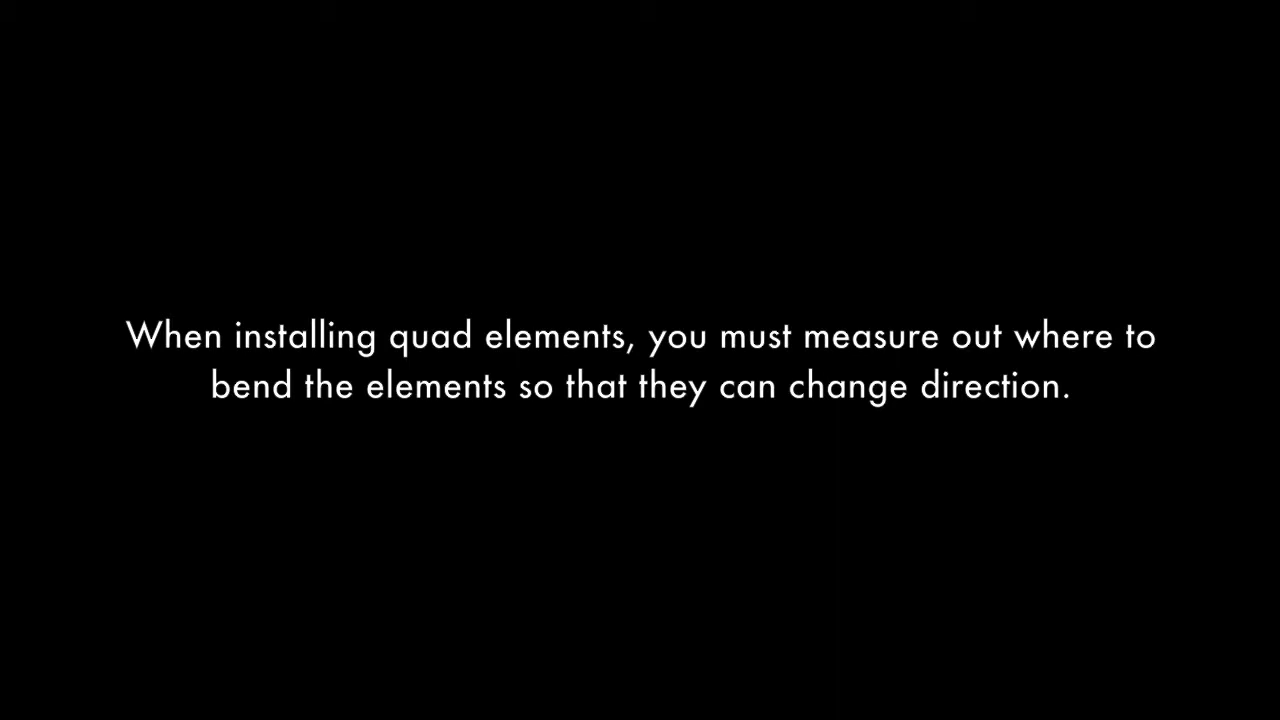 When installing quad elements, you must measure out where to
bend the elements so that they can change direction.